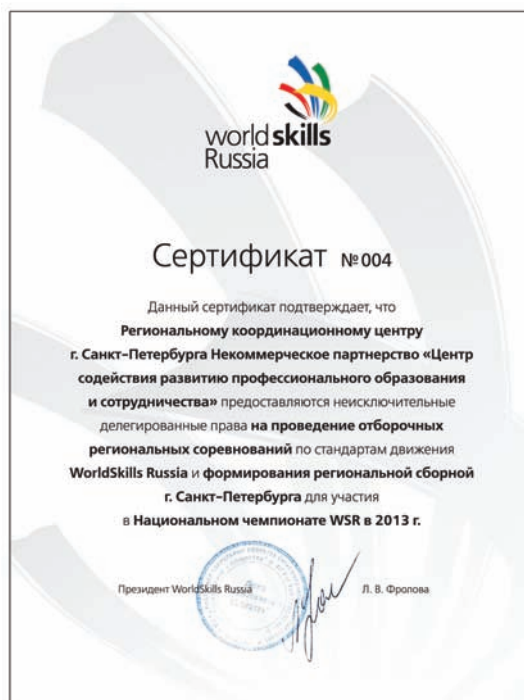 worldskills
Russia
Сертификат №004
Данный сертификат подтверждает, что
Региональному координационному центру
г. Санкт-Петербурга Некоммерческое партнерство «Центр
содействия развитию профессионального образования
и сотрудничества» предоставляются неисключительные
делегированные права на проведение отборочных
региональных соревнований по стандартам движения
WorldSkills Russia и формирования региональной сборной
г. Санкт-Петербурга для участия
в Национальном чемпионате WSR в 2013 г.
Президент WorldSkills Russia Л. В. Фролова